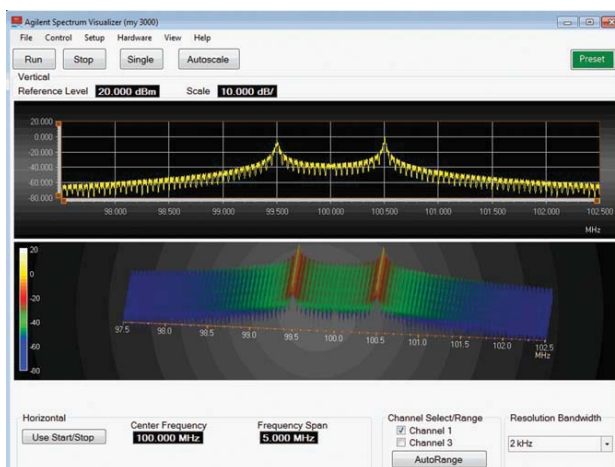 Agilent Spectrum Visualizer (my 3000)
File Control Setup Hardware View Help
Run Stop Single Autoscale Preset
Vertical
Reference Level 20.000 dBm Scale 10.000 dB/
20.000
0.000
-20.000
-40.000
-60.000
-80.000
98.000 98.500 99.000 99.500 100.000 100.500 101.000 101.500 102.000 102.500
MHz
20
0
-20
-40
-60
-80
97.5 98.0 98.5 99.0 99.5 100.0 100.5 101.0 101.5 102.0 102.5
MHz
Horizontal
Use Start/Stop
Center Frequency
100.000 MHz
Frequency Span
5.000 MHz
Channel Select/Range
Channel 1
Channel 3
AutoRange
Resolution Bandwidth
2 kHz